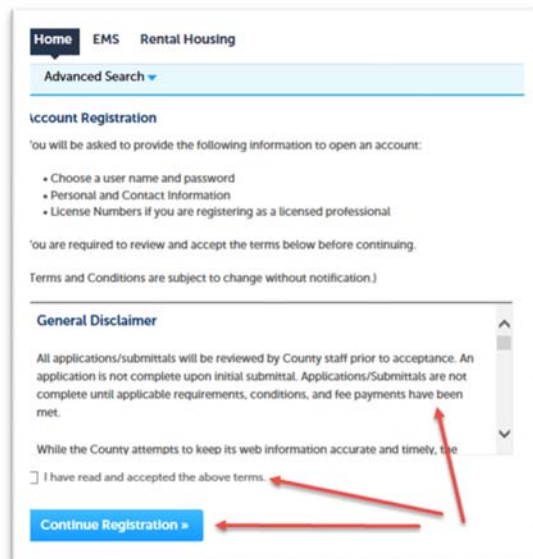 Home EMS Rental Housing
Advanced Search
Account Registration
You will be asked to provide the following information to open an account:
• Choose a user name and password
• Personal and Contact Information
• License Numbers if you are registering as a licensed professional
You are required to review and accept the terms below before continuing.
Terms and Conditions are subject to change without notification.)
General Disclaimer
All applications/submittals will be reviewed by County staff prior to acceptance. An
application is not complete upon initial submittal. Applications/Submittals are not
complete until applicable requirements, conditions, and fee payments have been
met.
While the County attempts to keep its web information accurate and timely, the
I have read and accepted the above terms.
Continue Registration »